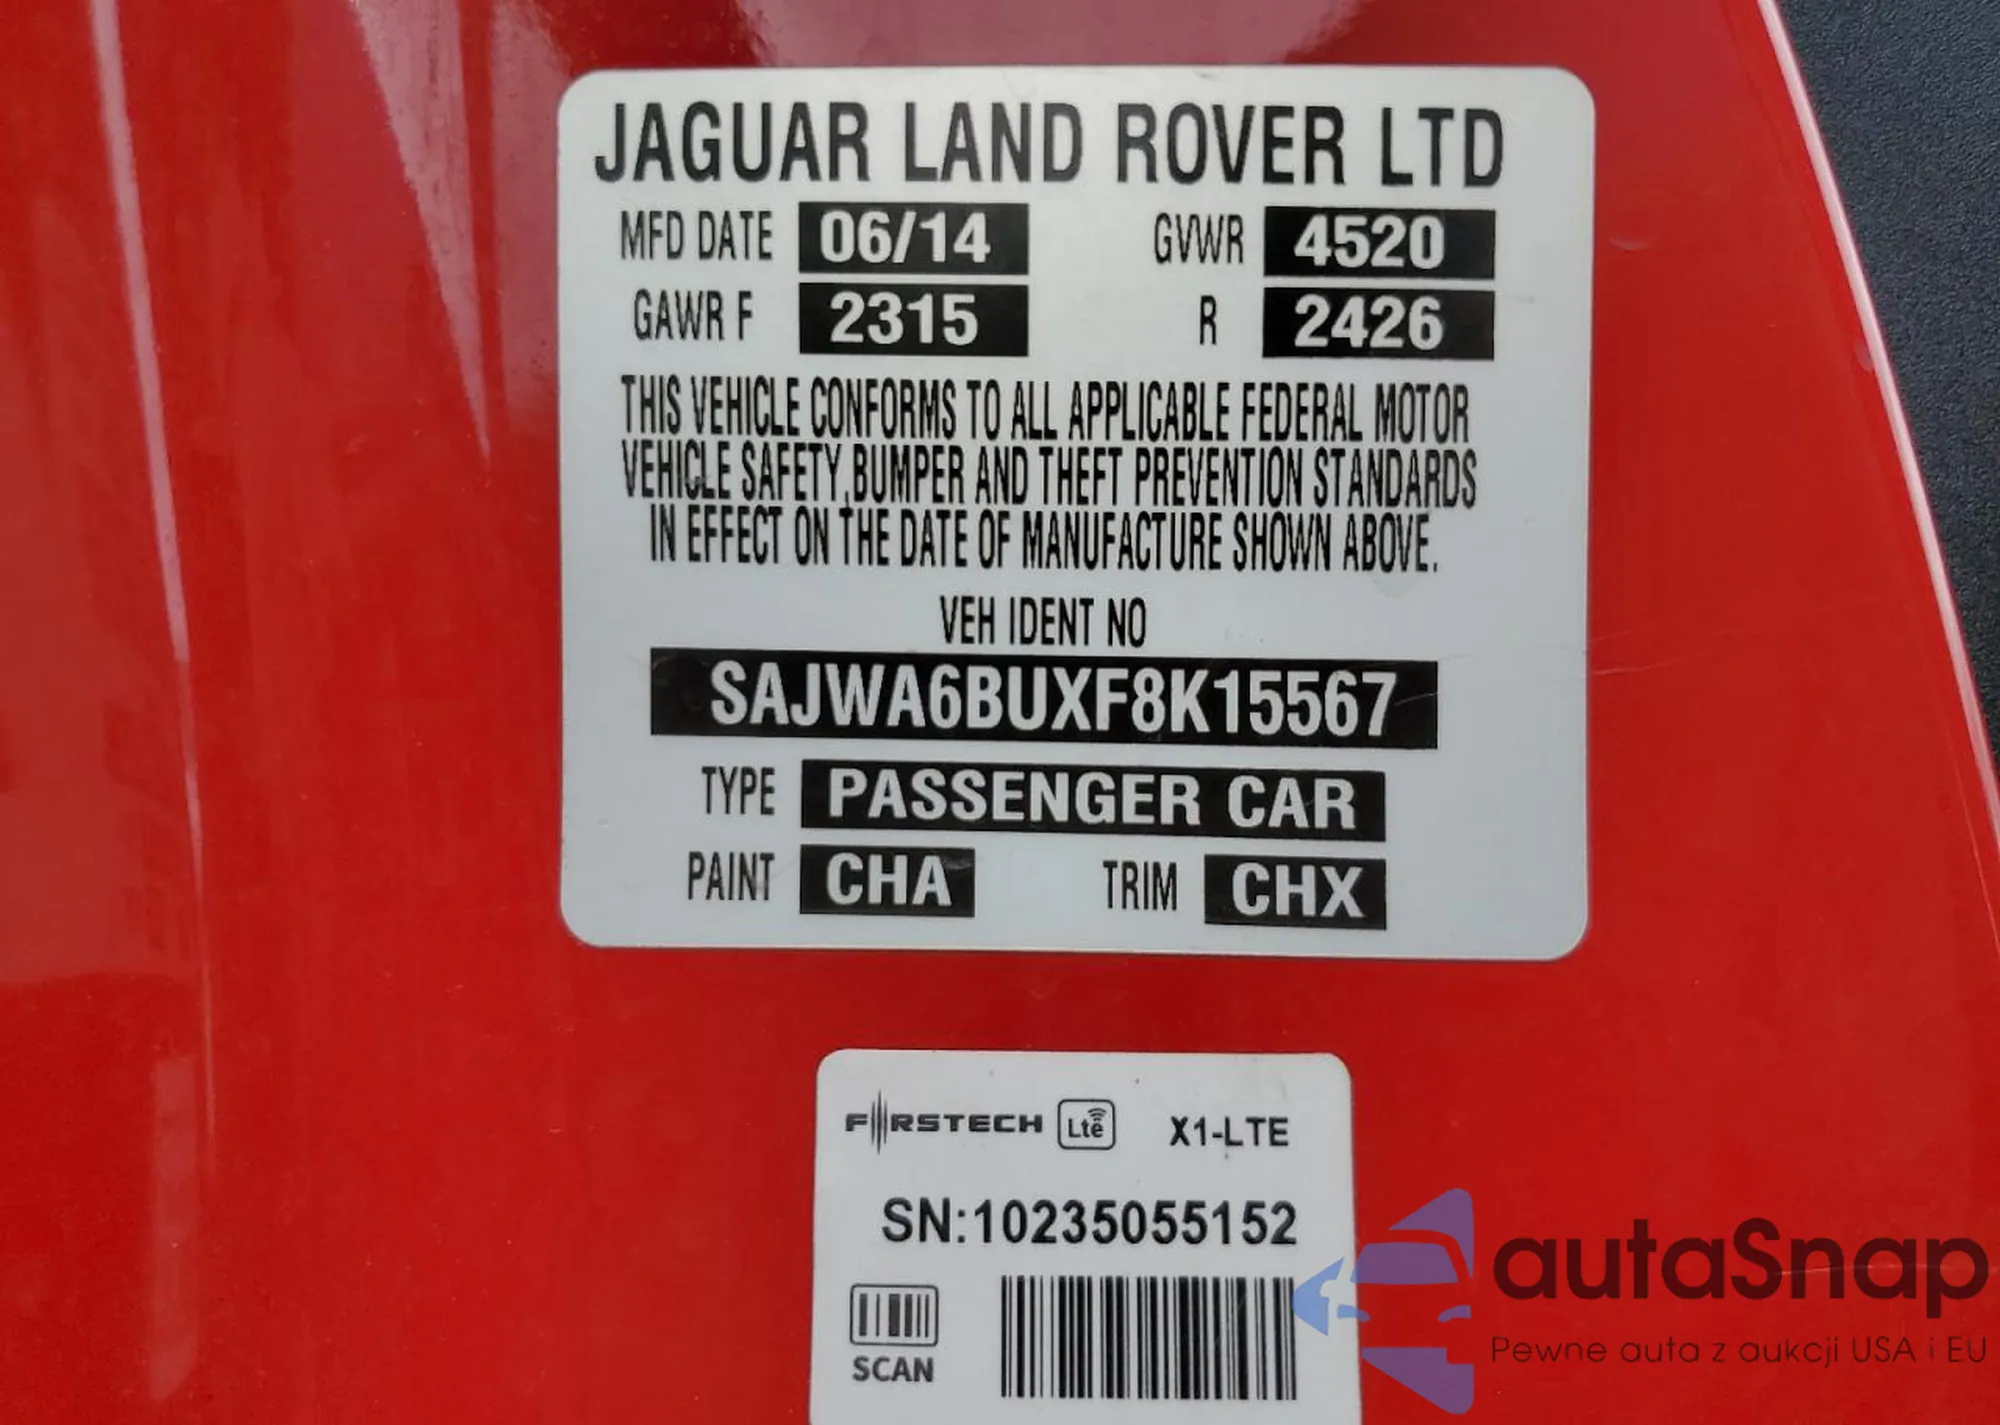 JAGUAR LAND ROVER LTD
MFD DATE 06/14 GVWR 4520
GAWR F 2315 R 2426
THIS VEHICLE CONFORMS TO ALL APPLICABLE FEDERAL MOTOR
VEHICLE SAFETY,BUMPER AND THEFT PREVENTION STANDARDS
IN EFFECT ON THE DATE OF MANUFACTURE SHOWN ABOVE.
VEH IDENT NO
SAJWA6BUXF8K15567
TYPE PASSENGER CAR
PAINT CHA TRIM CHX
FIRSTECH Lte X1-LTE
SN:10235055152
SCAN
autaSnap
Pewne auta z aukcji USA i EU